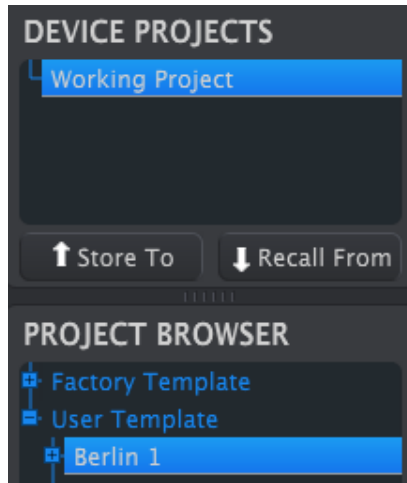 DEVICE PROJECTS
Working Project
Store To
Recall From
PROJECT BROWSER
Factory Template
User Template
Berlin 1